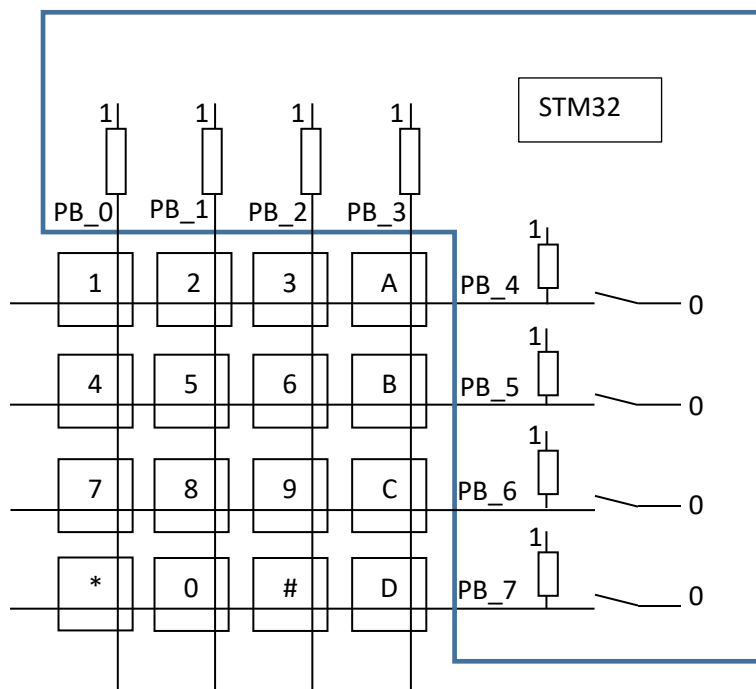 1 1 1 1
STM32
PB_0 PB_1 PB_2 PB_3
1
1 2 3 A PB_4 0
1
4 5 6 B PB_5 0
1
7 8 9 C PB_6 0
1
* 0 # D PB_7 0